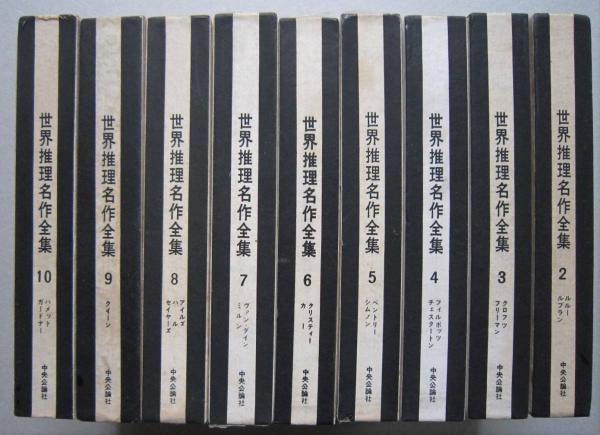 世界推理名作全集
10
ハメット
ガードナー
中央公論社
世界推理名作全集
9
クイーン
中央公論社
世界推理名作全集
8
アイルズ
ハール
セイヤーズ
中央公論社
世界推理名作全集
7
ヴァン・ダイン
ミルン
中央公論社
世界推理名作全集
6
クリスティー
カー
中央公論社
世界推理名作全集
5
ベントリー
シムノン
中央公論社
世界推理名作全集
4
フィルポッツ
チェスタートン
中央公論社
世界推理名作全集
3
クロフツ
フリーマン
中央公論社
世界推理名作全集
2
ルルー
ルブラン
中央公論社